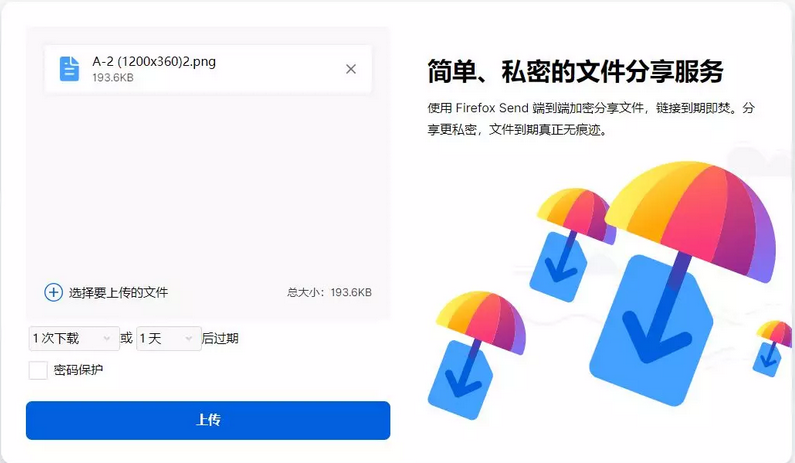 A-2 (1200x360)2.png
193.6KB
选择要上传的文件
总大小：193.6KB
1 次下载 或 1 天 后过期
密码保护
上传
简单、私密的文件分享服务
使用 Firefox Send 端到端加密分享文件，链接到期即焚。分
享更私密，文件到期真正无痕迹。